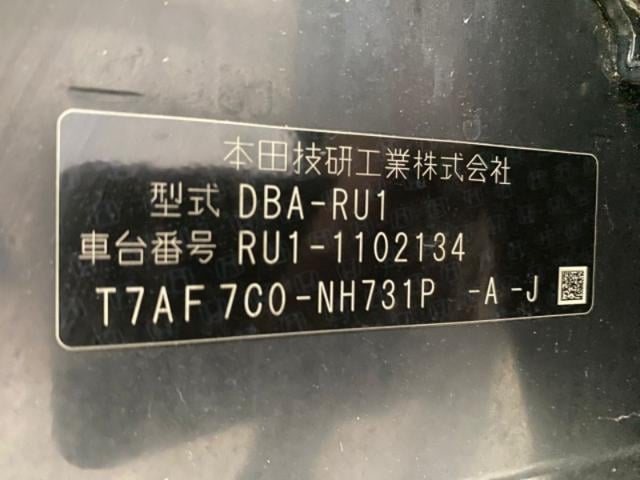 本田技研工業株式会社
型式 DBA-RU1
車台番号 RU1-1102134
T7AF 7C0-NH731P -A -J